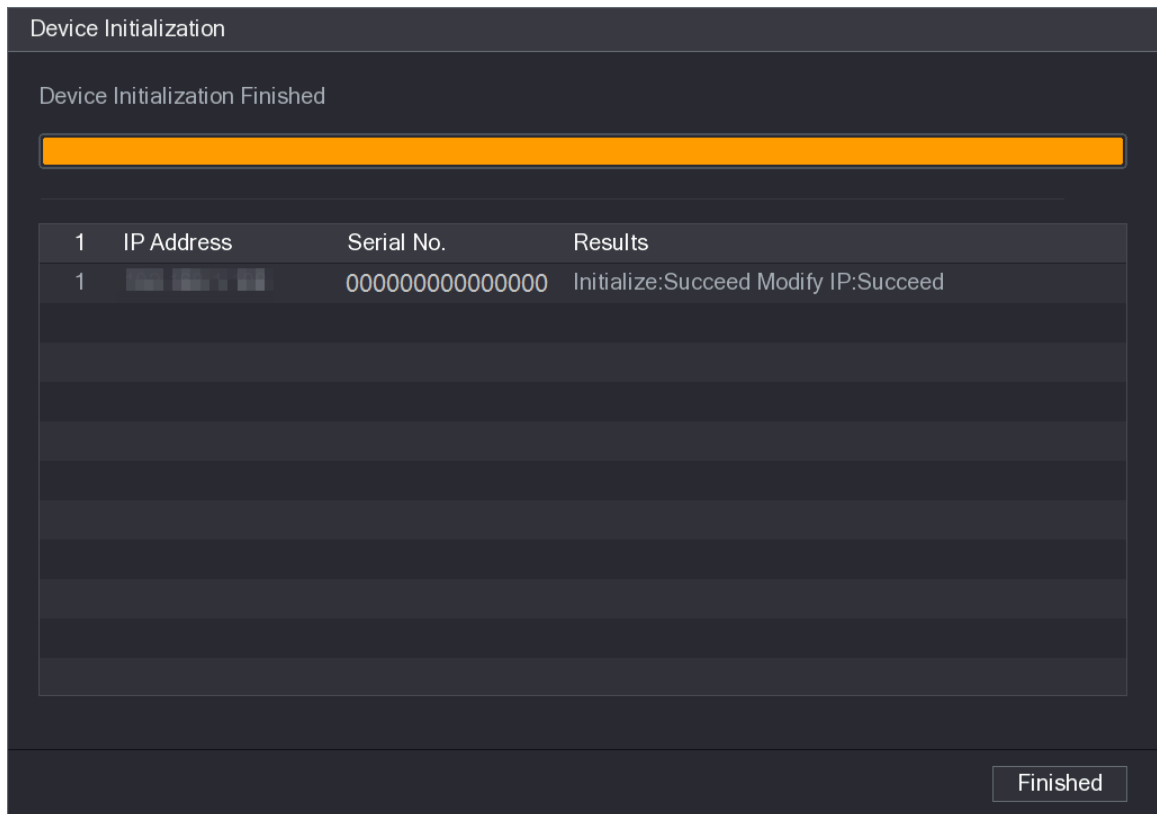 Device Initialization
Device Initialization Finished
1 IP Address Serial No. Results
1 000000000000000 Initialize:Succeed Modify IP:Succeed
Finished